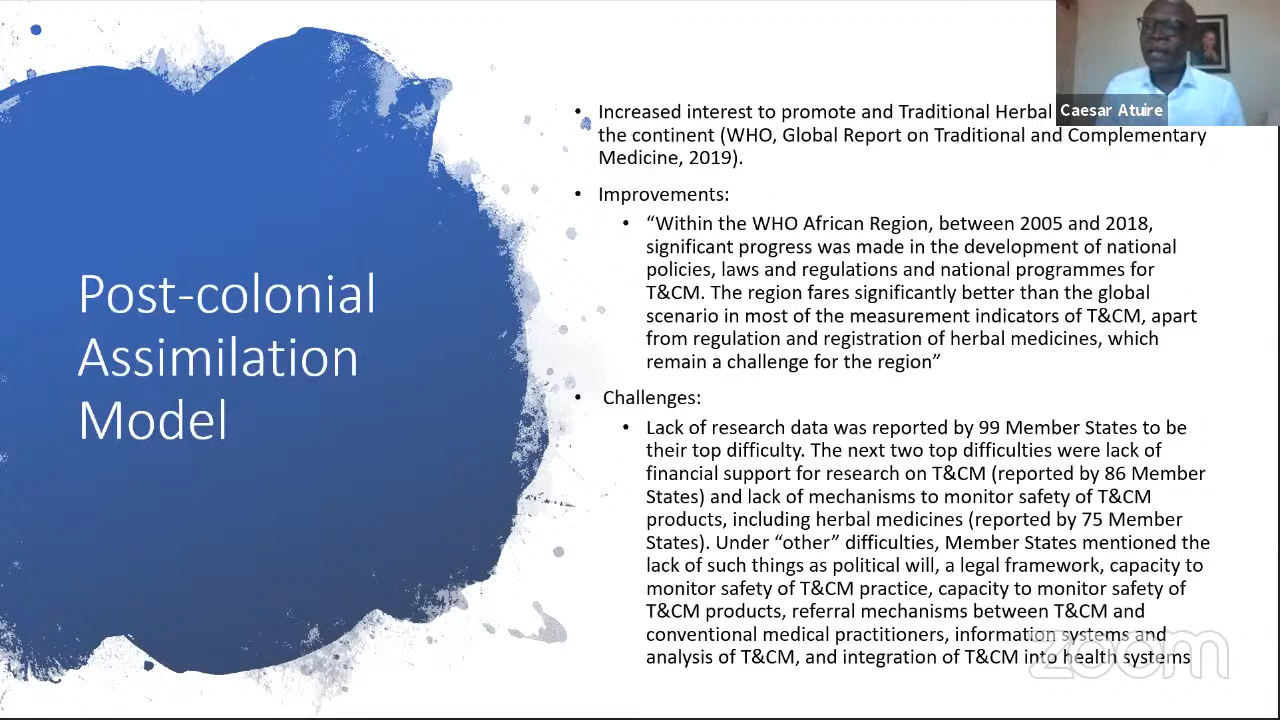 Post-colonial
Assimilation
Model
• Increased interest to promote and Traditional Herbal
the continent (WHO, Global Report on Traditional and Complementary
Medicine, 2019).
• Improvements:
• “Within the WHO African Region, between 2005 and 2018,
significant progress was made in the development of national
policies, laws and regulations and national programmes for
T&CM. The region fares significantly better than the global
scenario in most of the measurement indicators of T&CM, apart
from regulation and registration of herbal medicines, which
remain a challenge for the region”
• Challenges:
• Lack of research data was reported by 99 Member States to be
their top difficulty. The next two top difficulties were lack of
financial support for research on T&CM (reported by 86 Member
States) and lack of mechanisms to monitor safety of T&CM
products, including herbal medicines (reported by 75 Member
States). Under “other” difficulties, Member States mentioned the
lack of such things as political will, a legal framework, capacity to
monitor safety of T&CM practice, capacity to monitor safety of
T&CM products, referral mechanisms between T&CM and
conventional medical practitioners, information systems and
analysis of T&CM, and integration of T&CM into health systems
Caesar Atuire
zoom